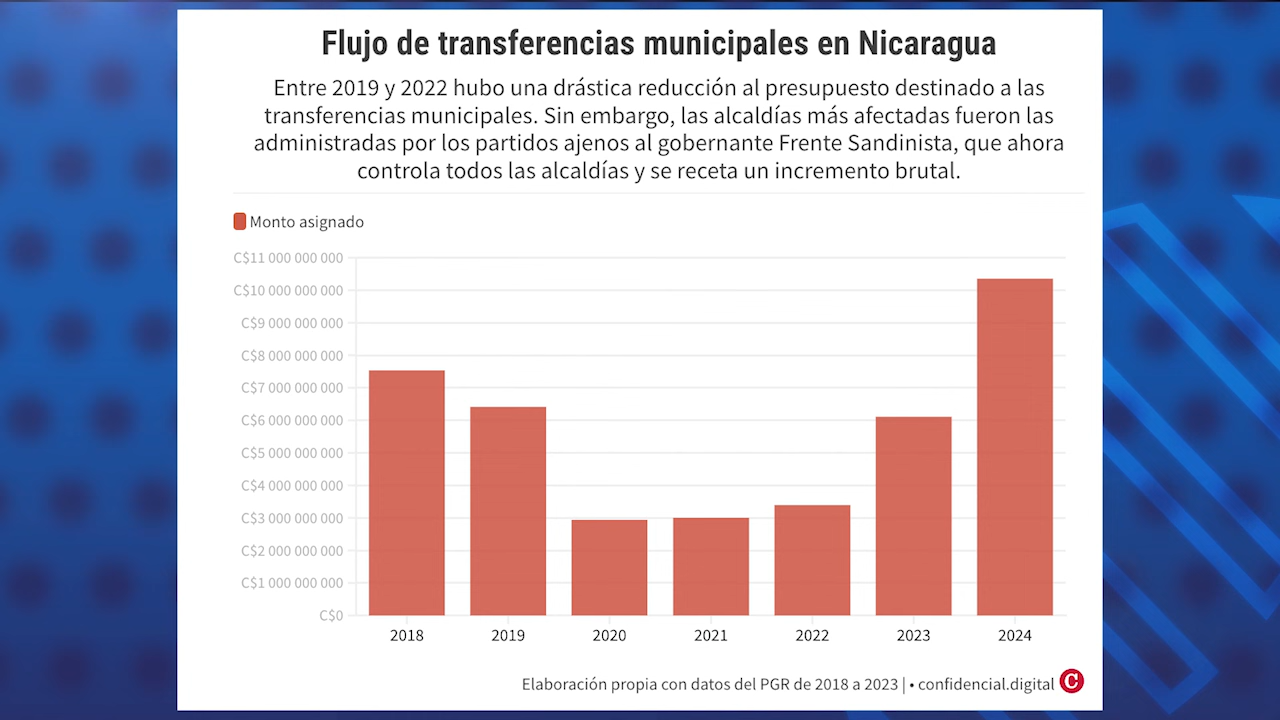 Flujo de transferencias municipales en Nicaragua
Entre 2019 y 2022 hubo una drástica reducción al presupuesto destinado a las
transferencias municipales. Sin embargo, las alcaldías más afectadas fueron las
administradas por los partidos ajenos al gobernante Frente Sandinista, que ahora
controla todos las alcaldías y se receta un incremento brutal.
Monto asignado
C$11 000 000 000
C$10 000 000 000
C$9 000 000 000
C$8 000 000 000
C$7 000 000 000
C$6 000 000 000
C$5 000 000 000
C$4 000 000 000
C$3 000 000 000
C$2 000 000 000
C$1 000 000 000
C$0
2018 2019 2020 2021 2022 2023 2024
Elaboración propia con datos del PGR de 2018 a 2023 | • confidencial.digital C